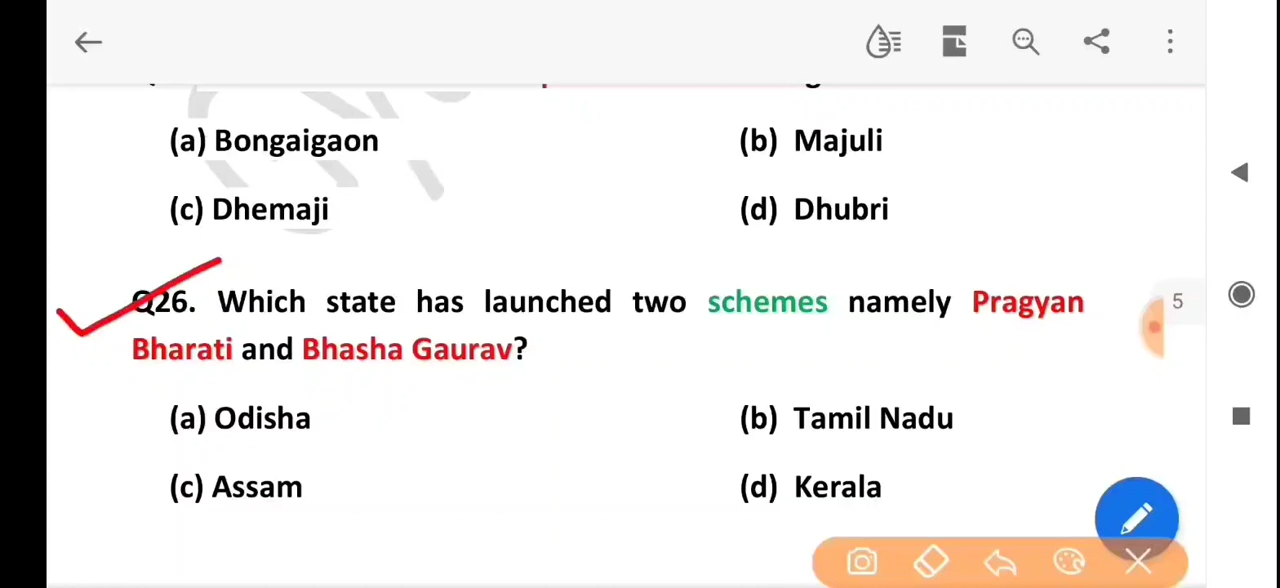 (a) Bongaigaon (b) Majuli
(c) Dhemaji (d) Dhubri
Q26. Which state has launched two schemes namely Pragyan
Bharati and Bhasha Gaurav?
5
(a) Odisha (b) Tamil Nadu
(c) Assam (d) Kerala